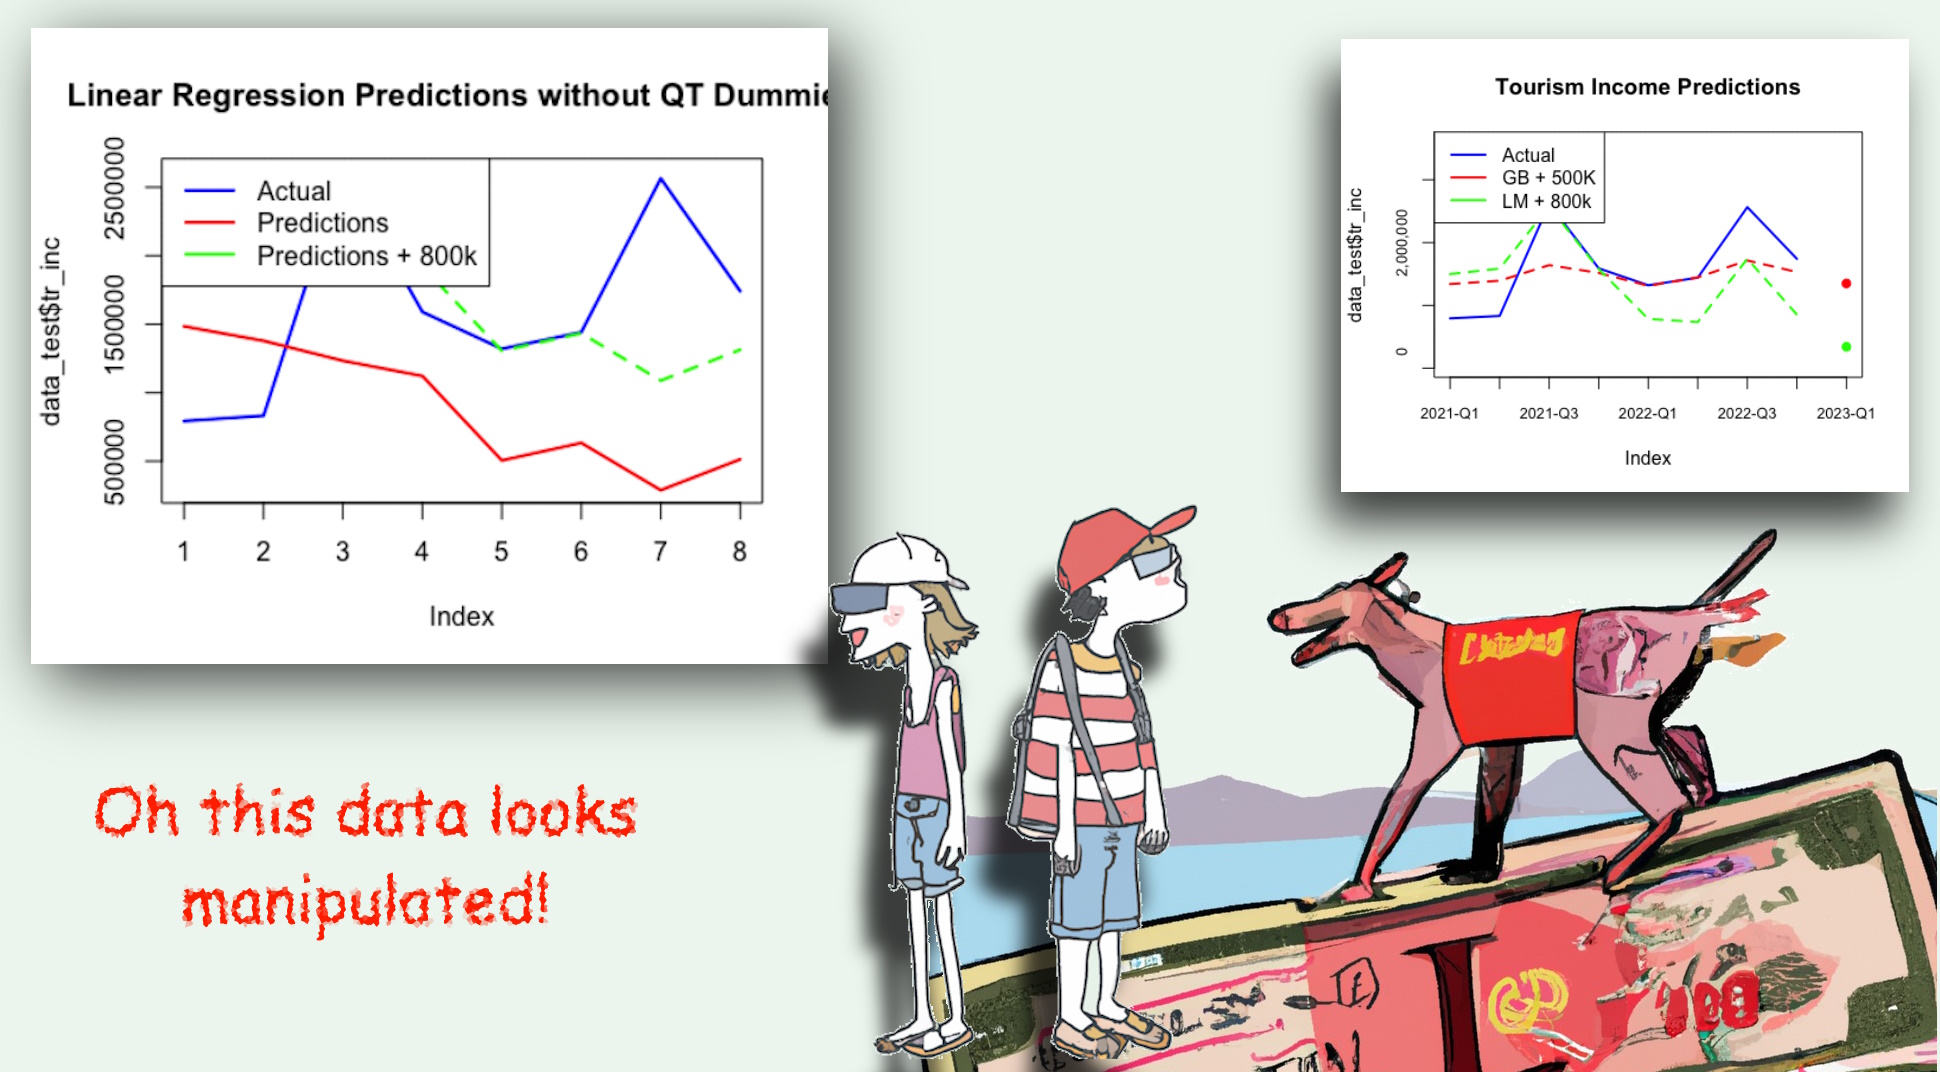 Linear Regression Predictions without QT Dummie
Actual
Predictions
Predictions + 800k
data_test$tr_inc
500000
1500000
2500000
1 2 3 4 5 6 7 8
Index
Tourism Income Predictions
Actual
GB + 500K
LM + 800k
data_test$tr_inc
0
2,000,000
2021-Q1 2021-Q3 2022-Q1 2022-Q3 2023-Q1
Index
Oh this data looks
manipulated!